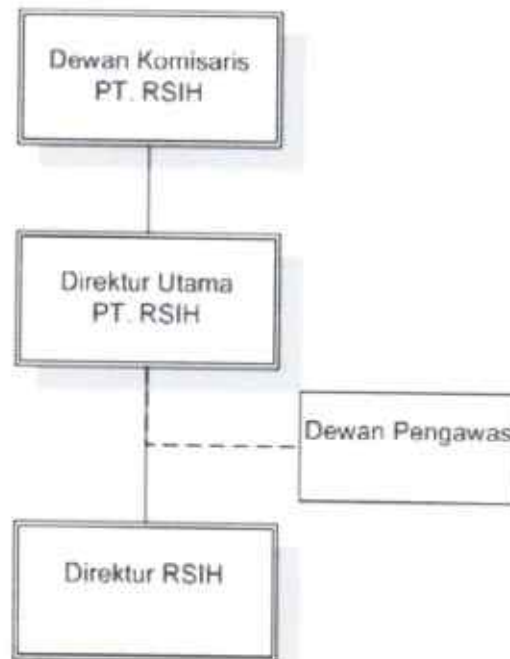 Dewan Komisaris
PT. RSIH
Direktur Utama
PT. RSIH
Dewan Pengawas
Direktur RSIH